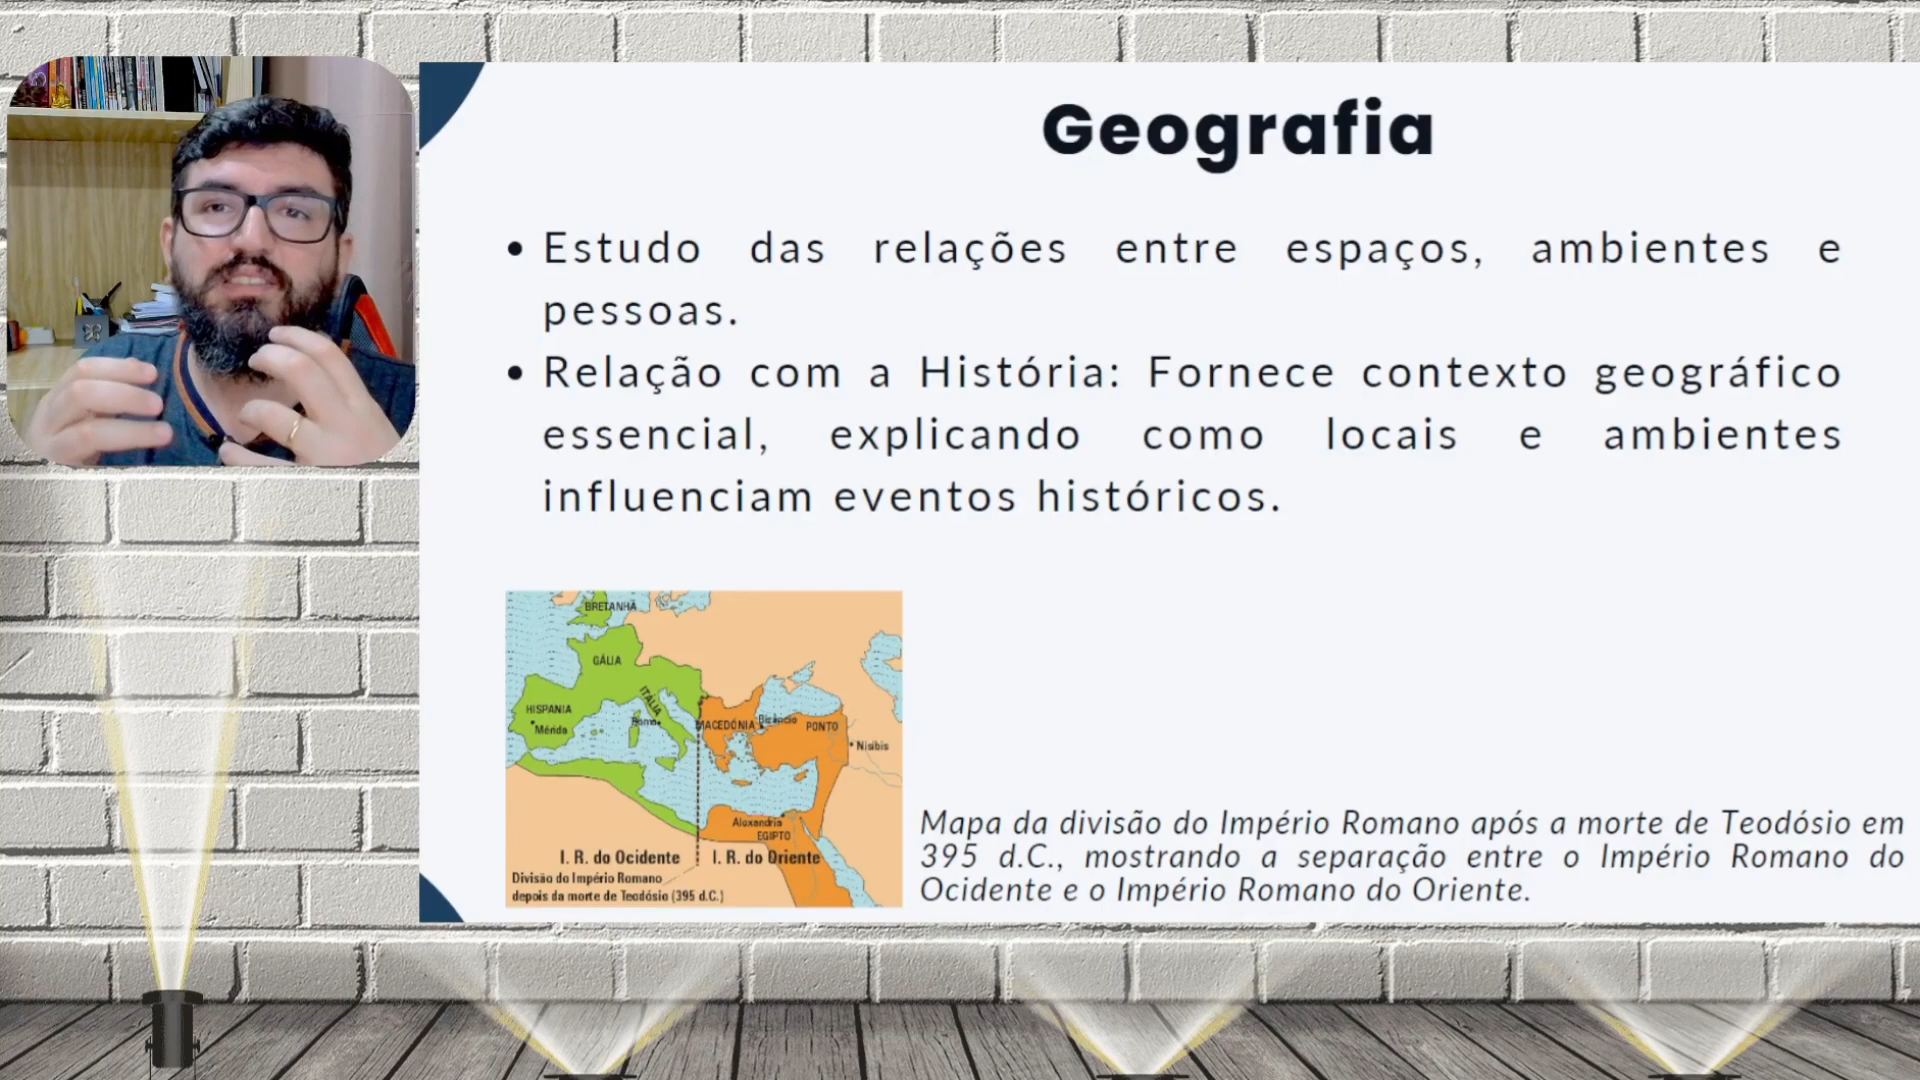 Geografia
• Estudo das relações entre espaços, ambientes e
pessoas.
• Relação com a História: Fornece contexto geográfico
essencial, explicando como locais e ambientes
influenciam eventos históricos.
BRETANHA
GÁLIA
HISPANIA
Mérida
ITÁLIA
Roma
MACEDÓNIA
Bizâncio
PONTO
Nisibis
Alexandria
EGIPTO
I. R. do Ocidente
I. R. do Oriente
Divisão do Império Romano
depois da morte de Teodósio (395 d.C.)
Mapa da divisão do Império Romano após a morte de Teodósio em
395 d.C., mostrando a separação entre o Império Romano do
Ocidente e o Império Romano do Oriente.